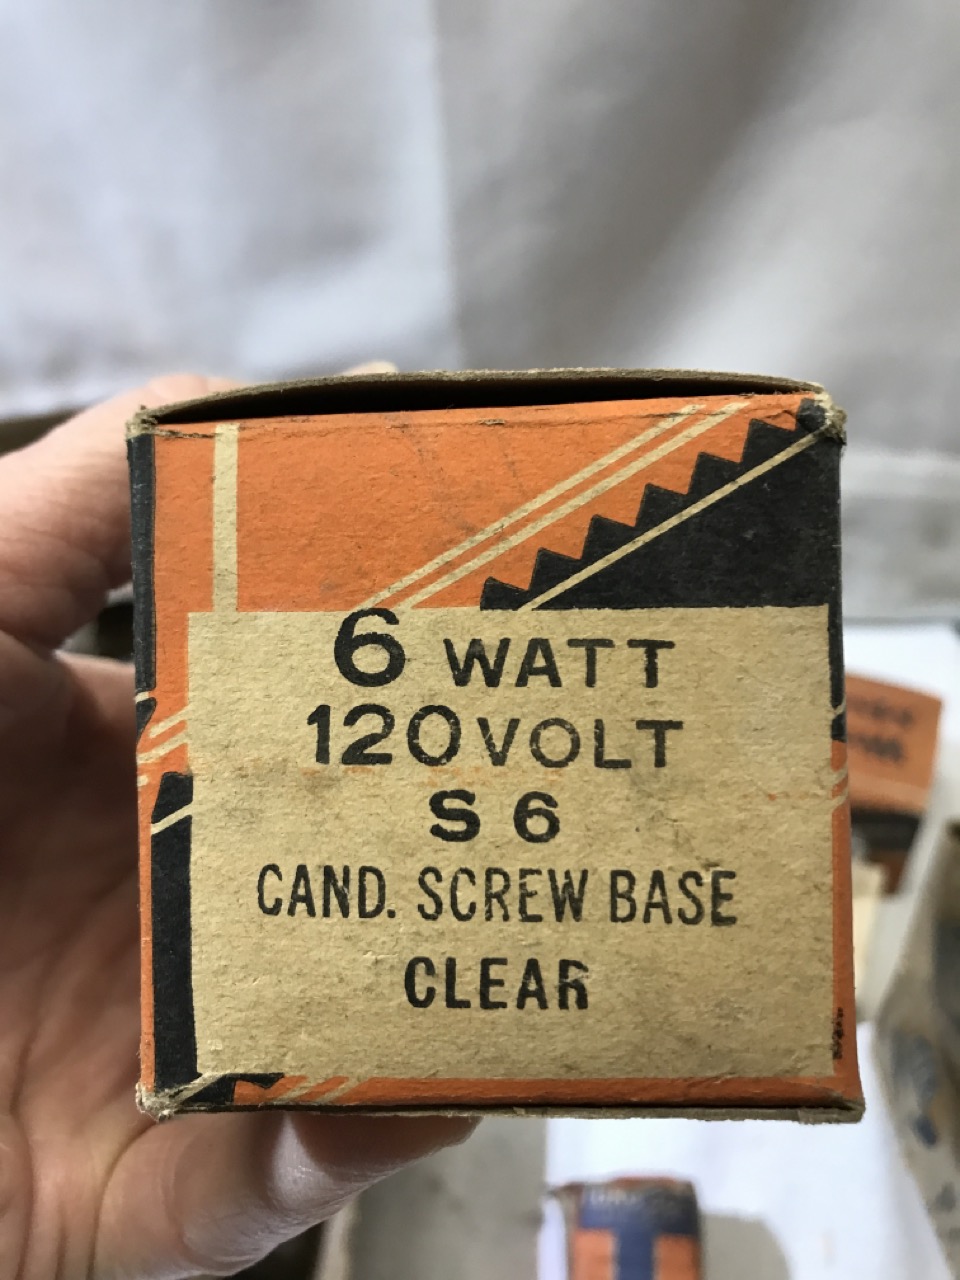 6 WATT
120 VOLT
S 6
CAND. SCREW BASE
CLEAR